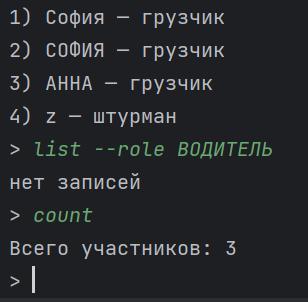 1) София — грузчик
2) СОФИЯ — грузчик
3) АННА — грузчик
4) z — штурман
> list --role ВОДИТЕЛЬ
нет записей
> count
Всего участников: 3
>